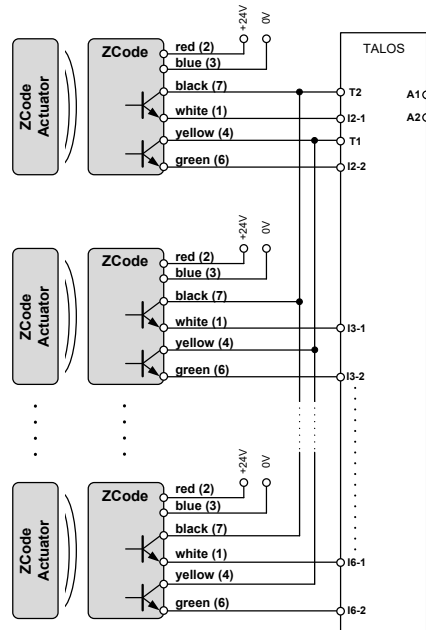 +24V
0V
TALOS
ZCode
Actuator
ZCode
red (2)
blue (3)
black (7)
white (1)
yellow (4)
green (6)
T2
I2-1
T1
I2-2
A1
A2
+24V
0V
ZCode
Actuator
ZCode
red (2)
blue (3)
black (7)
white (1)
yellow (4)
green (6)
I3-1
I3-2
+24V
0V
ZCode
Actuator
ZCode
red (2)
blue (3)
black (7)
white (1)
yellow (4)
green (6)
I6-1
I6-2